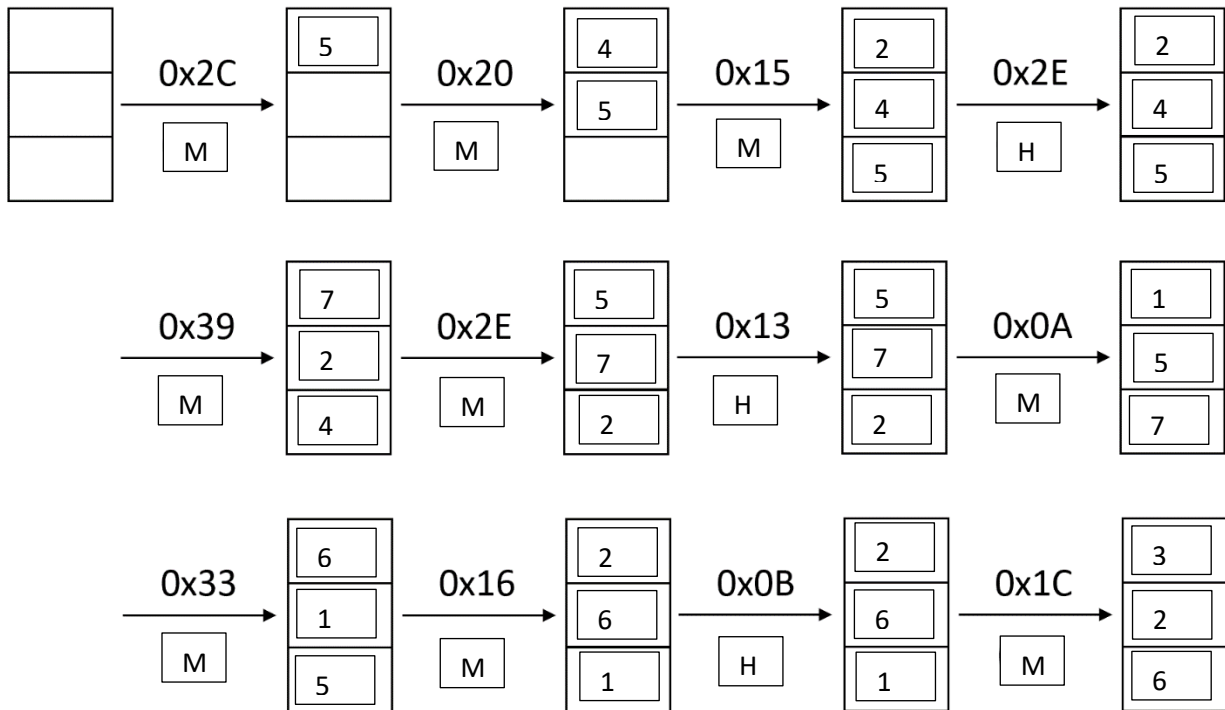 5 4 2 2
0x2C 0x20 0x15 0x2E
5 4 4
M M M H
5 5
7 5 5 1
0x39 0x2E 0x13 0x0A
2 7 7 5
M M H M
4 2 2 7
6 2 2 3
0x33 0x16 0x0B 0x1C
1 6 6 2
M M H M
5 1 1 6